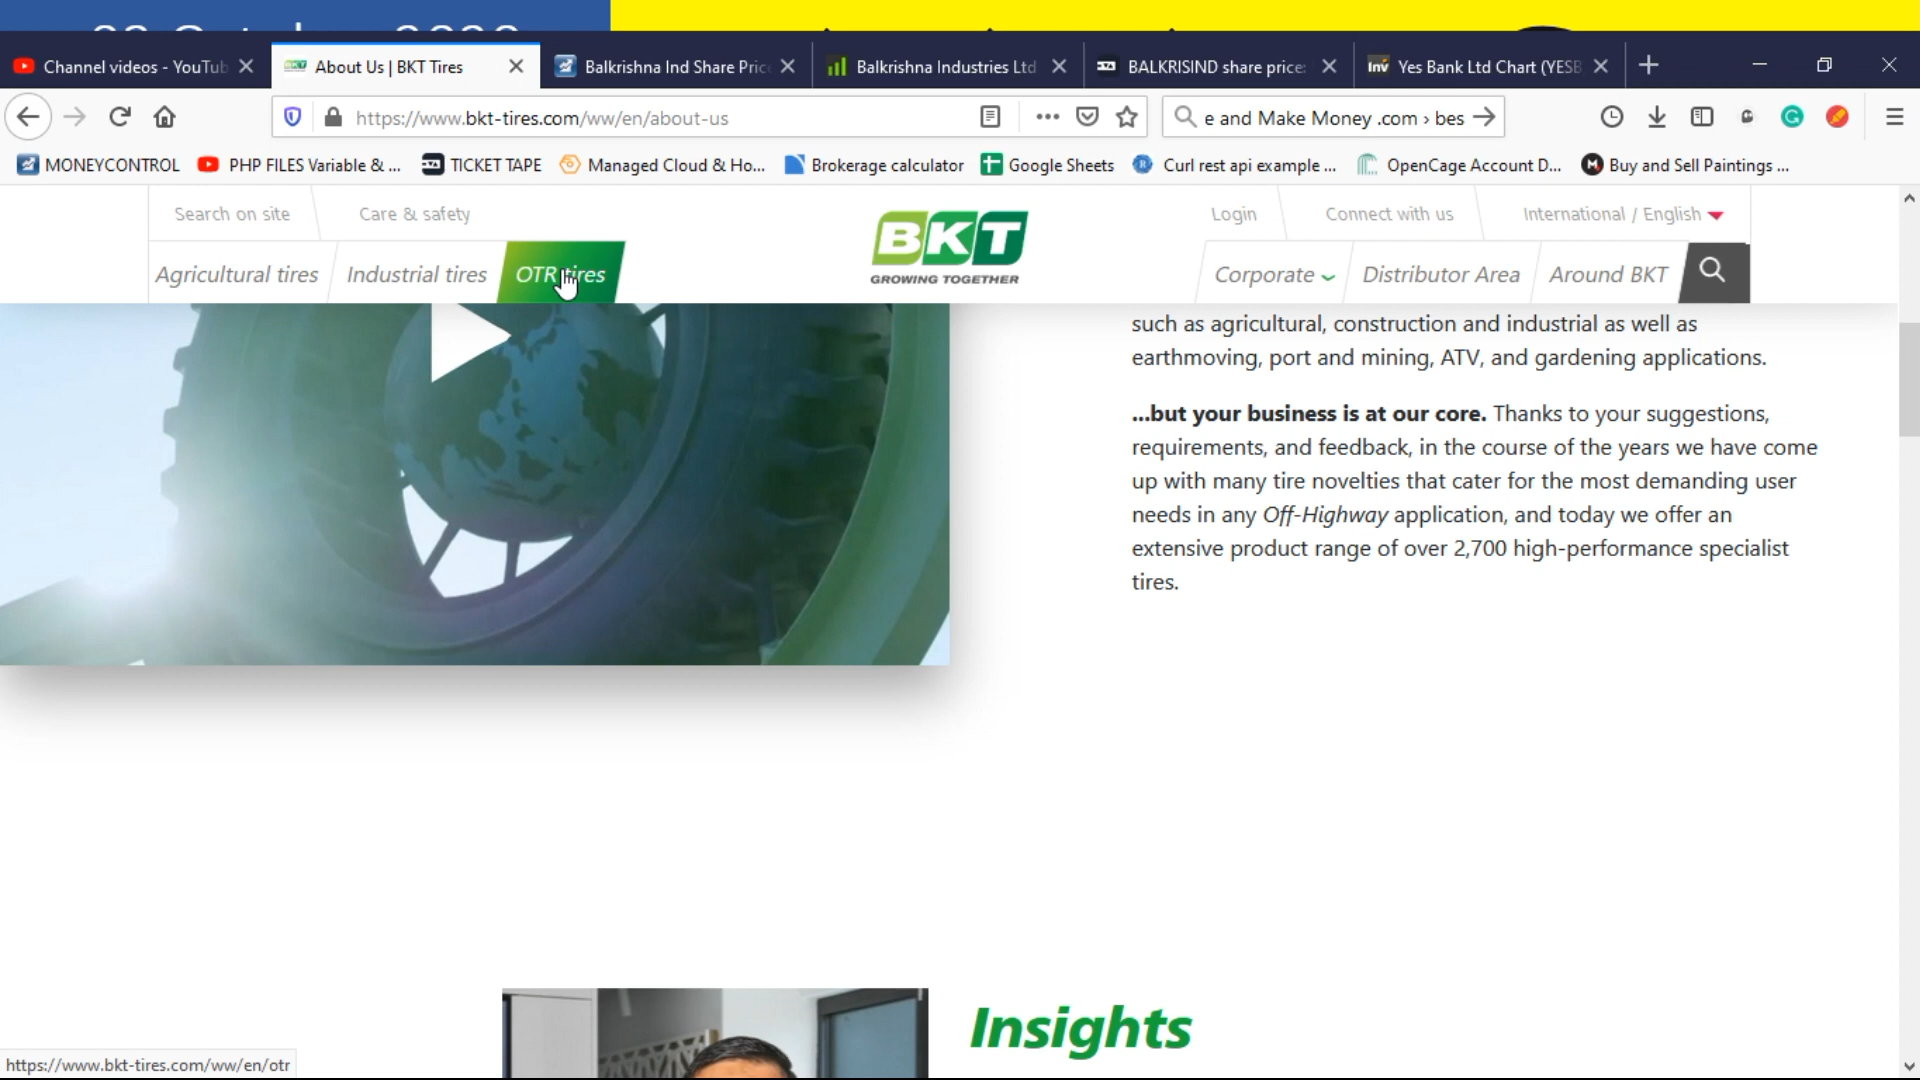 Channel videos - YouTub
About Us | BKT Tires
Balkrishna Ind Share Pric
Balkrishna Industries Ltd
BALKRISIND share price:
Yes Bank Ltd Chart (YESB
https://www.bkt-tires.com/ww/en/about-us
e and Make Money .com › bes
MONEYCONTROL
PHP FILES Variable & ...
TICKET TAPE
Managed Cloud & Ho...
Brokerage calculator
Google Sheets
Curl rest api example ...
OpenCage Account D...
Buy and Sell Paintings ...
Search on site
Care & safety
BKT
GROWING TOGETHER
Login
Connect with us
International / English
Agricultural tires
Industrial tires
OTR tires
Corporate
Distributor Area
Around BKT
such as agricultural, construction and industrial as well as
earthmoving, port and mining, ATV, and gardening applications.
...but your business is at our core. Thanks to your suggestions,
requirements, and feedback, in the course of the years we have come
up with many tire novelties that cater for the most demanding user
needs in any Off-Highway application, and today we offer an
extensive product range of over 2,700 high-performance specialist
tires.
Insights
https://www.bkt-tires.com/ww/en/otr